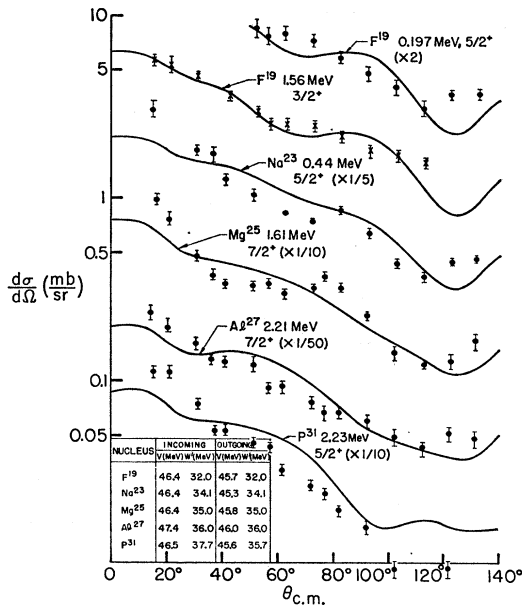 10
F¹⁹ 0.197 MeV, 5/2⁺
(×2)
5
F¹⁹ 1.56 MeV
3/2⁺
Na²³ 0.44 MeV
5/2⁺ (×1/5)
1
Mg²⁵ 1.61 MeV
7/2⁺ (×1/10)
0.5
dσ/dΩ (mb/sr)
Aℓ²⁷ 2.21 MeV
7/2⁺ (×1/50)
0.1
P³¹ 2.23 MeV
5/2⁺ (×1/10)
0.05
NUCLEUS INCOMING OUTGOING
V(MeV) W'(MeV) V(MeV) W'(MeV)
F¹⁹ 46.4 32.0 45.7 32.0
Na²³ 46.4 34.1 45.3 34.1
Mg²⁵ 46.4 35.0 45.8 35.0
Aℓ²⁷ 47.4 36.0 46.0 36.0
P³¹ 46.5 37.7 45.6 35.7
0 20° 40° 60° 80° 100° 120° 140°
θc.m.